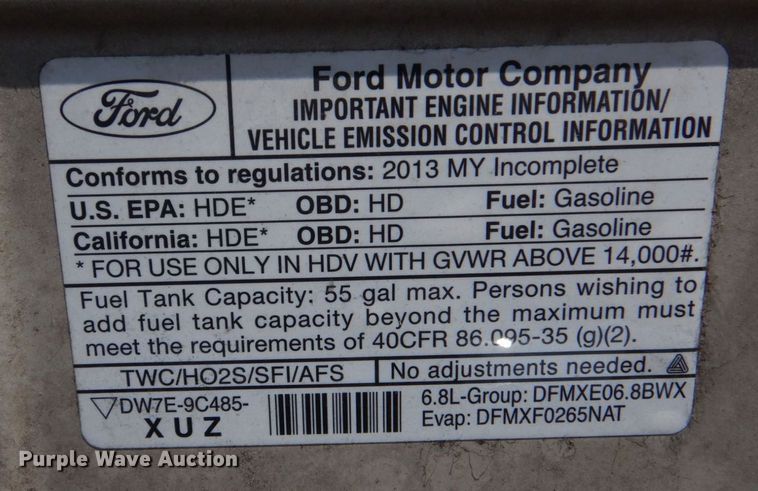 Ford
Ford Motor Company
IMPORTANT ENGINE INFORMATION/
VEHICLE EMISSION CONTROL INFORMATION
Conforms to regulations: 2013 MY Incomplete
U.S. EPA: HDE* OBD: HD Fuel: Gasoline
California: HDE* OBD: HD Fuel: Gasoline
* FOR USE ONLY IN HDV WITH GVWR ABOVE 14,000#.
Fuel Tank Capacity: 55 gal max. Persons wishing to
add fuel tank capacity beyond the maximum must
meet the requirements of 40CFR 86.095-35 (g)(2).
TWC/HO2S/SFI/AFS No adjustments needed.
DW7E-9C485-
XUZ
6.8L-Group: DFMXE06.8BWX
Evap: DFMXF0265NAT
Purple Wave Auction